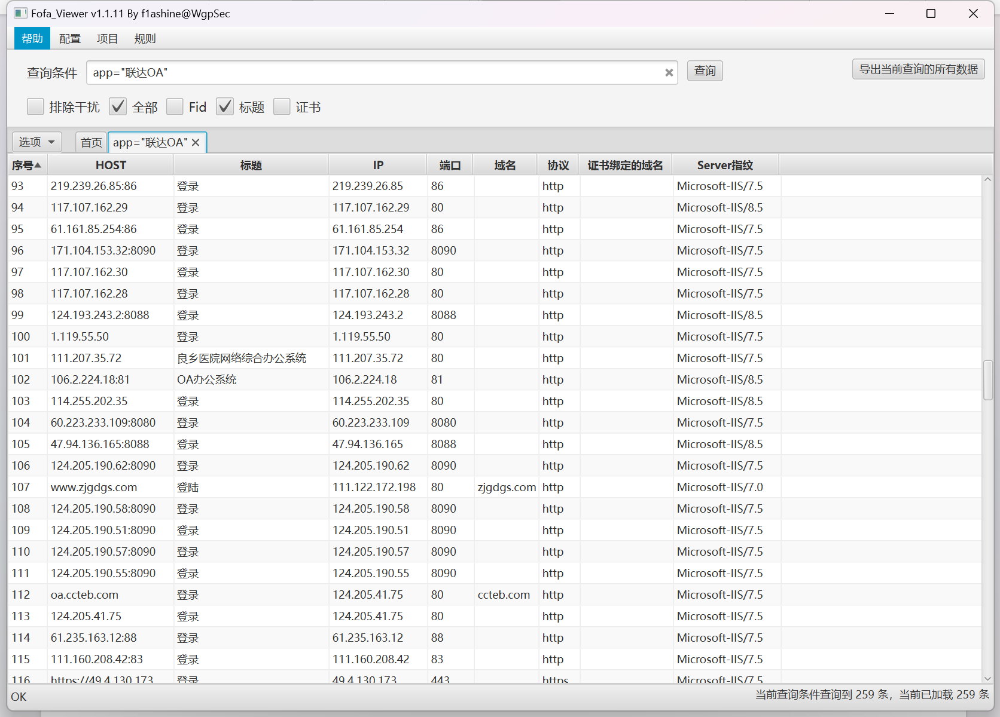 Fofa_Viewer v1.1.11 By f1ashine@WgpSec
帮助 配置 项目 规则
查询条件 app="联达OA" 查询 导出当前查询的所有数据
排除干扰 全部 Fid 标题 证书
选项 首页 app="联达OA"
序号 HOST 标题 IP 端口 域名 协议 证书绑定的域名 Server指纹
93 219.239.26.85:86 登录 219.239.26.85 86 http Microsoft-IIS/7.5
94 117.107.162.29 登录 117.107.162.29 80 http Microsoft-IIS/8.5
95 61.161.85.254:86 登录 61.161.85.254 86 http Microsoft-IIS/7.5
96 171.104.153.32:8090 登录 171.104.153.32 8090 http Microsoft-IIS/7.5
97 117.107.162.30 登录 117.107.162.30 80 http Microsoft-IIS/7.5
98 117.107.162.28 登录 117.107.162.28 80 http Microsoft-IIS/7.5
99 124.193.243.2:8088 登录 124.193.243.2 8088 http Microsoft-IIS/8.5
100 1.119.55.50 登录 1.119.55.50 80 http Microsoft-IIS/7.5
101 111.207.35.72 良乡医院网络综合办公系统 111.207.35.72 80 http Microsoft-IIS/7.5
102 106.2.224.18:81 OA办公系统 106.2.224.18 81 http Microsoft-IIS/8.5
103 114.255.202.35 登录 114.255.202.35 80 http Microsoft-IIS/8.5
104 60.223.233.109:8080 登录 60.223.233.109 8080 http Microsoft-IIS/7.5
105 47.94.136.165:8088 登录 47.94.136.165 8088 http Microsoft-IIS/8.5
106 124.205.190.62:8090 登录 124.205.190.62 8090 http Microsoft-IIS/7.5
107 www.zjgdgs.com 登陆 111.122.172.198 80 zjgdgs.com http Microsoft-IIS/7.0
108 124.205.190.58:8090 登录 124.205.190.58 8090 http Microsoft-IIS/7.5
109 124.205.190.51:8090 登录 124.205.190.51 8090 http Microsoft-IIS/7.5
110 124.205.190.57:8090 登录 124.205.190.57 8090 http Microsoft-IIS/7.5
111 124.205.190.55:8090 登录 124.205.190.55 8090 http Microsoft-IIS/7.5
112 oa.ccteb.com 登录 124.205.41.75 80 ccteb.com http Microsoft-IIS/7.5
113 124.205.41.75 登录 124.205.41.75 80 http Microsoft-IIS/7.5
114 61.235.163.12:88 登录 61.235.163.12 88 http Microsoft-IIS/7.5
115 111.160.208.42:83 登录 111.160.208.42 83 http Microsoft-IIS/7.5
116 https://49.4.130.173 登录 49.4.130.173 443 https Microsoft-IIS/7.5
OK 当前查询条件查询到 259 条，当前已加载 259 条